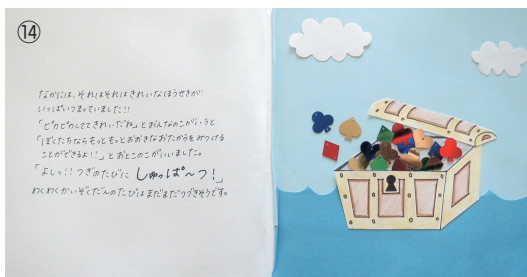 ⑭
なかには、それはそれはきれいなほうせきが
いっぱいつまっていました!!
「ピカピカしててきれいだね」とおんなのこがいうと
「ぼくたちならもっともっとおおきなおたからをみつける
ことができるよ!!」とおとこのこがいいました。
「よしっ!!つぎのたびに しゅっぱ〜つ!」
わくわくかいぞくだんのたびはまだまだつづきそうです。